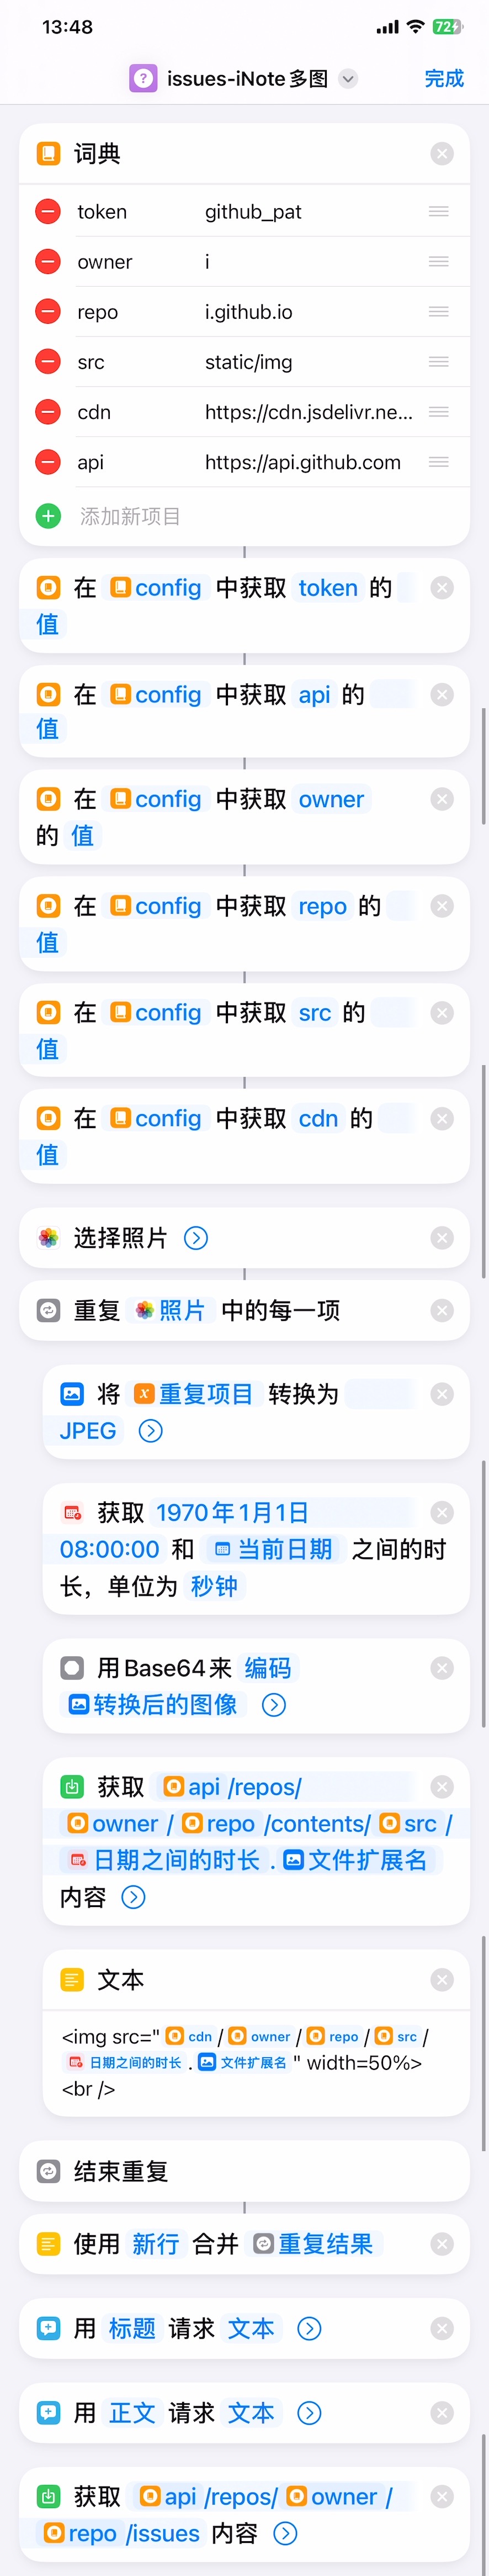 13:48
72
issues-iNote多图
完成
词典
token github_pat
owner i
repo i.github.io
src static/img
cdn https://cdn.jsdelivr.ne...
api https://api.github.com
添加新项目
在 config 中获取 token 的
值
在 config 中获取 api 的
值
在 config 中获取 owner
的 值
在 config 中获取 repo 的
值
在 config 中获取 src 的
值
在 config 中获取 cdn 的
值
选择照片
重复 照片 中的每一项
将 重复项目 转换为
JPEG
获取 1970年1月1日
08:00:00 和 当前日期 之间的时
长，单位为 秒钟
用Base64来 编码
转换后的图像
获取 api /repos/
owner / repo /contents/ src /
日期之间的时长 . 文件扩展名
内容
文本
<img src=" cdn / owner / repo / src /
日期之间的时长 . 文件扩展名 " width=50%>
<br />
结束重复
使用 新行 合并 重复结果
用 标题 请求 文本
用 正文 请求 文本
获取 api /repos/ owner /
repo /issues 内容